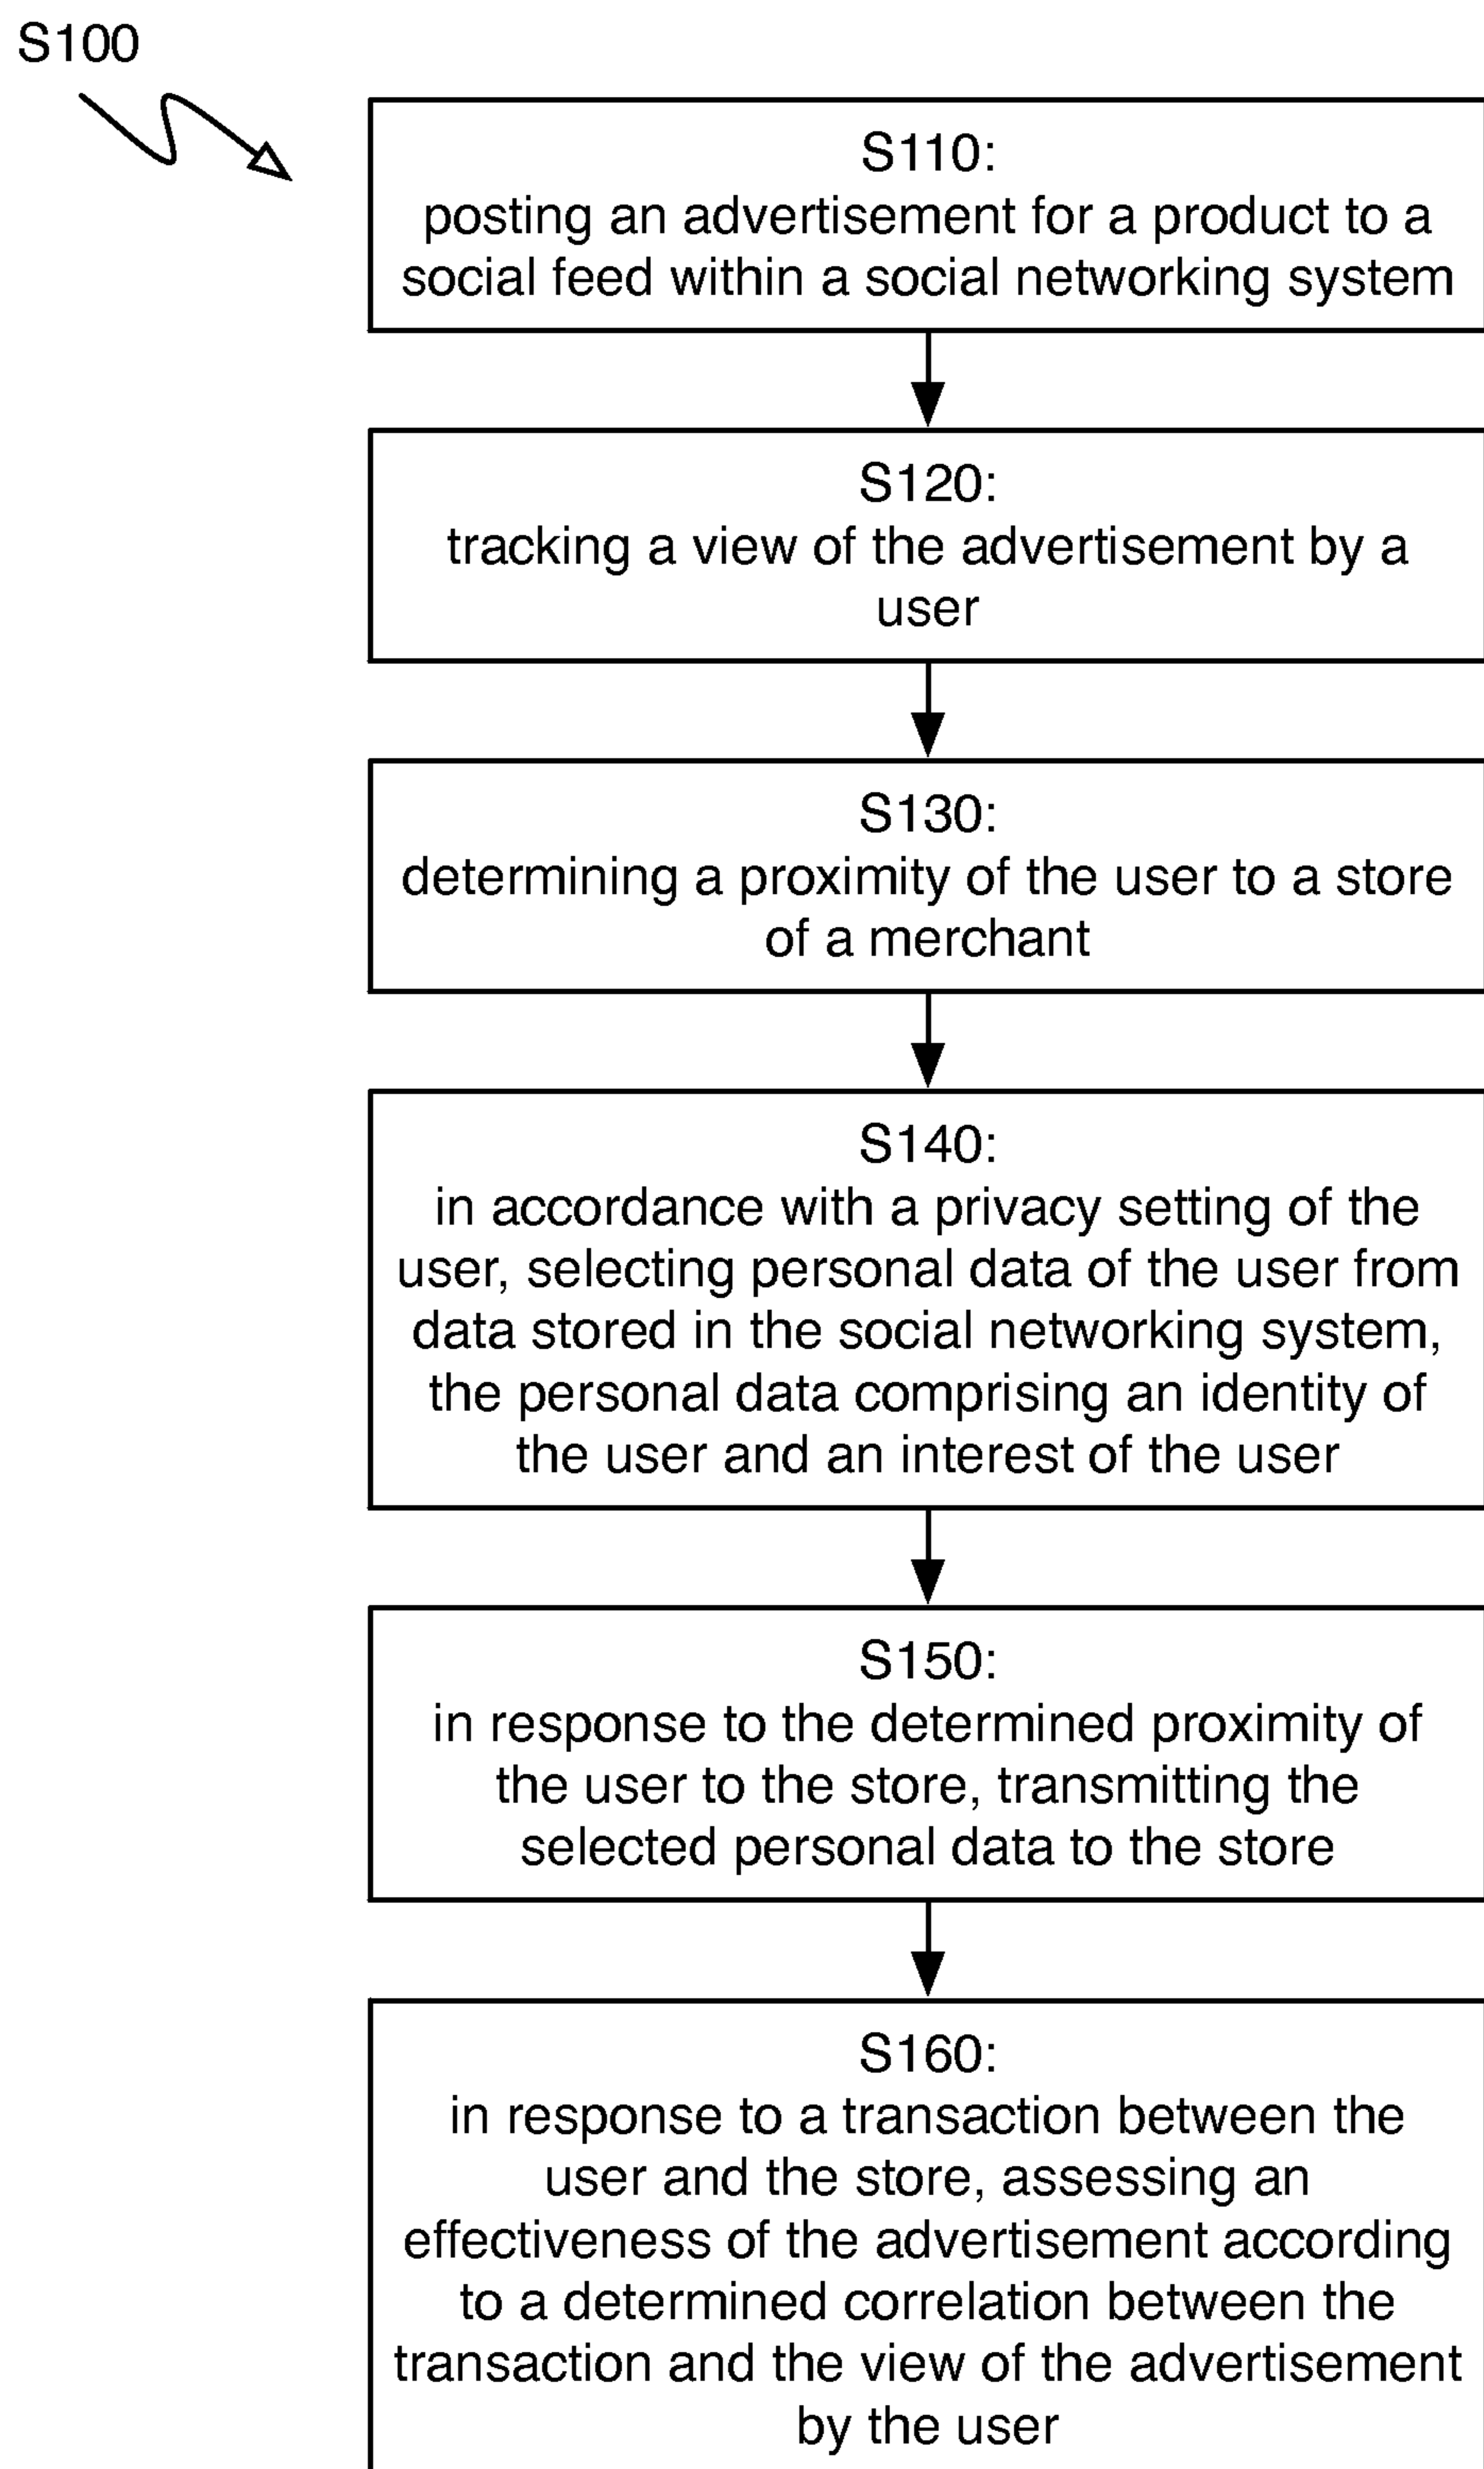 S100
S110:
posting an advertisement for a product to a
social feed within a social networking system
S120:
tracking a view of the advertisement by a
user
S130:
determining a proximity of the user to a store
of a merchant
S140:
in accordance with a privacy setting of the
user, selecting personal data of the user from
data stored in the social networking system,
the personal data comprising an identity of
the user and an interest of the user
S150:
in response to the determined proximity of
the user to the store, transmitting the
selected personal data to the store
S160:
in response to a transaction between the
user and the store, assessing an
effectiveness of the advertisement according
to a determined correlation between the
transaction and the view of the advertisement
by the user